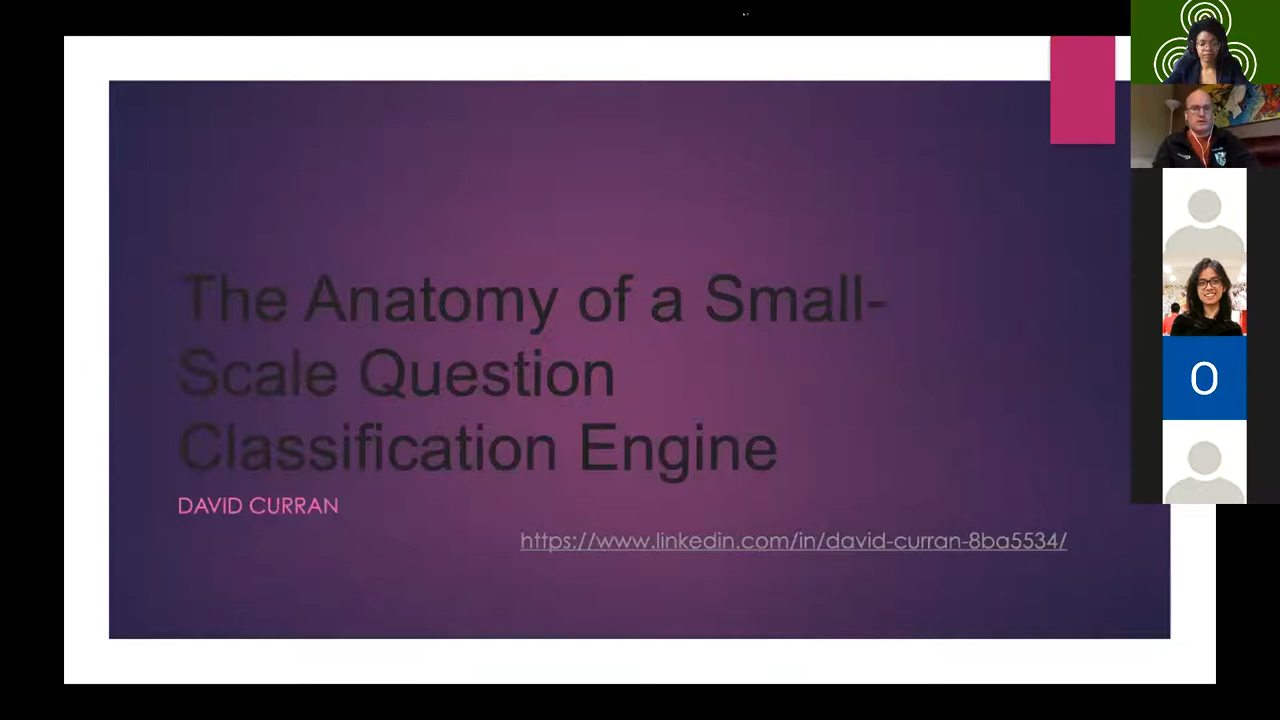 The Anatomy of a Small-
Scale Question
Classification Engine
DAVID CURRAN
https://www.linkedin.com/in/david-curran-8ba5534/
O